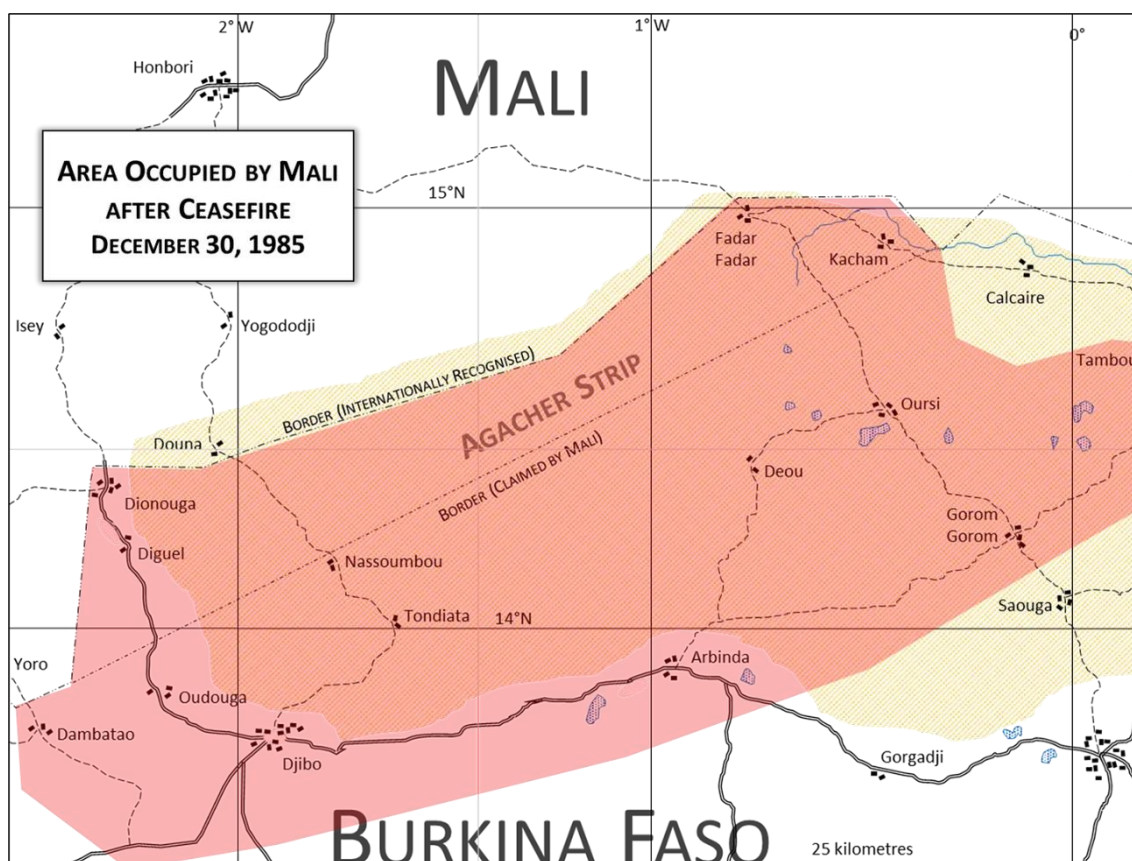 2° W
1° W
0°
Honbori
MALI
AREA OCCUPIED BY MALI
AFTER CEASEFIRE
DECEMBER 30, 1985
15°N
Fadar
Fadar
Kacham
Calcaire
Isey
Yogododji
BORDER (INTERNATIONALLY RECOGNISED)
AGACHER STRIP
Tambou
Douna
BORDER (CLAIMED BY MALI)
Oursi
Deou
Dionouga
Diguel
Nassoumbou
Gorom
Gorom
Tondiata
14°N
Saouga
Yoro
Arbinda
Oudouga
Dambatao
Djibo
Gorgadji
BURKINA FASO
25 kilometres